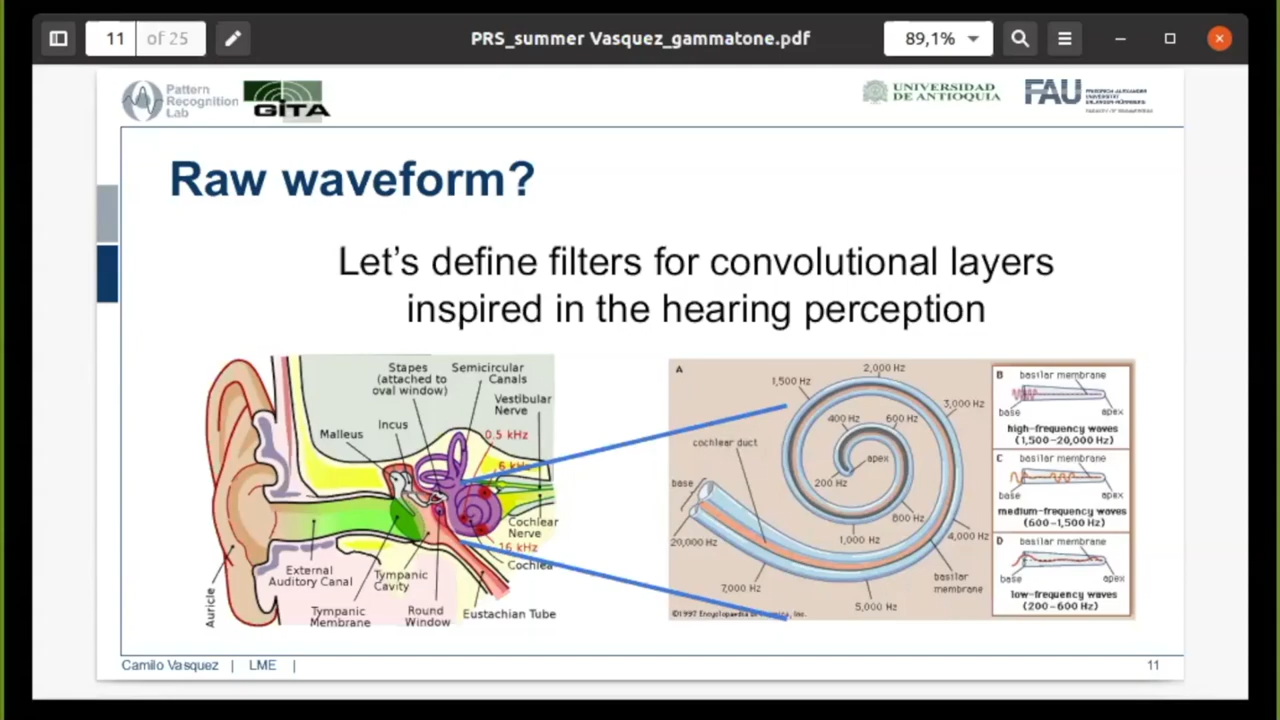 11 of 25
PRS_summer Vasquez_gammatone.pdf
89,1%
Pattern
Recognition
Lab
GITA
UNIVERSIDAD
DE ANTIOQUIA
FAU
FRIEDRICH-ALEXANDER
UNIVERSITÄT
ERLANGEN-NÜRNBERG
FACULTY OF ENGINEERING
Raw waveform?
Let's define filters for convolutional layers
inspired in the hearing perception
Stapes
(attached to
oval window)
Semicircular
Canals
Vestibular
Nerve
Incus
Malleus
0.5 kHz
6 kHz
Cochlear
Nerve
16 kHz
Cochlea
External
Auditory Canal
Tympanic
Cavity
Auricle
Tympanic
Membrane
Round
Window
Eustachian Tube
A
2,000 Hz
1,500 Hz
3,000 Hz
400 Hz
600 Hz
cochlear duct
apex
200 Hz
base
800 Hz
1,000 Hz
4,000 Hz
20,000 Hz
7,000 Hz
basilar
membrane
5,000 Hz
©1997 Encyclopaedia Inc.
B
basilar membrane
base
apex
high-frequency waves
(1,500–20,000 Hz)
C
basilar membrane
base
apex
medium-frequency waves
(600–1,500 Hz)
D
basilar membrane
base
apex
low-frequency waves
(200–600 Hz)
Camilo Vasquez | LME |
11